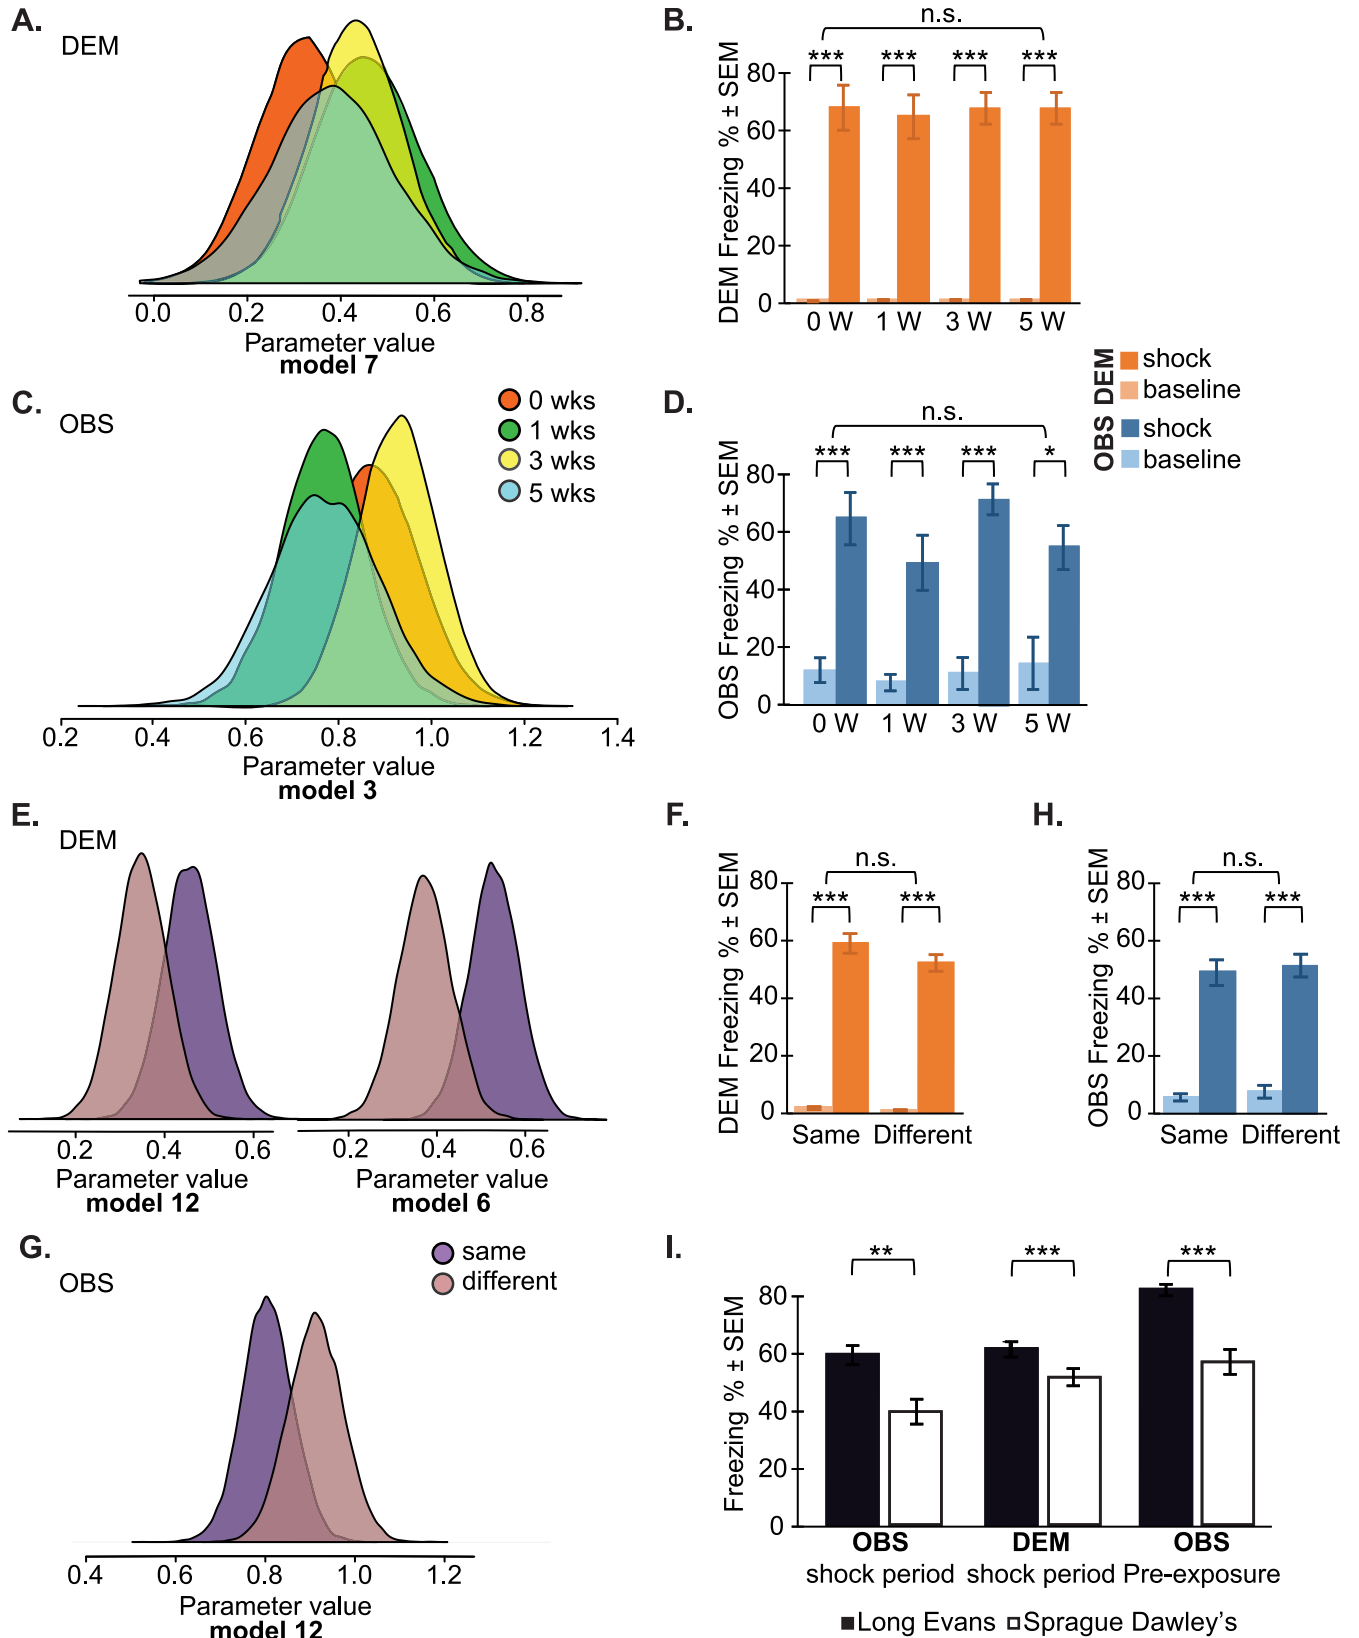 A.
DEM
0.0 0.2 0.4 0.6 0.8
Parameter value
model 7
B.
n.s.
*** *** *** ***
DEM Freezing % ± SEM
80
60
40
20
0
0 W 1 W 3 W 5 W
DEM
shock
baseline
OBS
shock
baseline
C.
OBS
0 wks
1 wks
3 wks
5 wks
0.2 0.4 0.6 0.8 1.0 1.2 1.4
Parameter value
model 3
D.
n.s.
*** *** *** *
OBS Freezing % ± SEM
80
60
40
20
0
0 W 1 W 3 W 5 W
E.
DEM
0.2 0.4 0.6
Parameter value
model 12
0.2 0.4 0.6
Parameter value
model 6
F.
n.s.
*** ***
DEM Freezing % ± SEM
80
60
40
20
0
Same Different
H.
n.s.
*** ***
OBS Freezing % ± SEM
80
60
40
20
0
Same Different
G.
OBS
same
different
0.4 0.6 0.8 1.0 1.2
Parameter value
model 12
I.
** *** ***
Freezing % ± SEM
80
60
40
20
0
OBS DEM OBS
shock period shock period Pre-exposure
Long Evans Sprague Dawley's